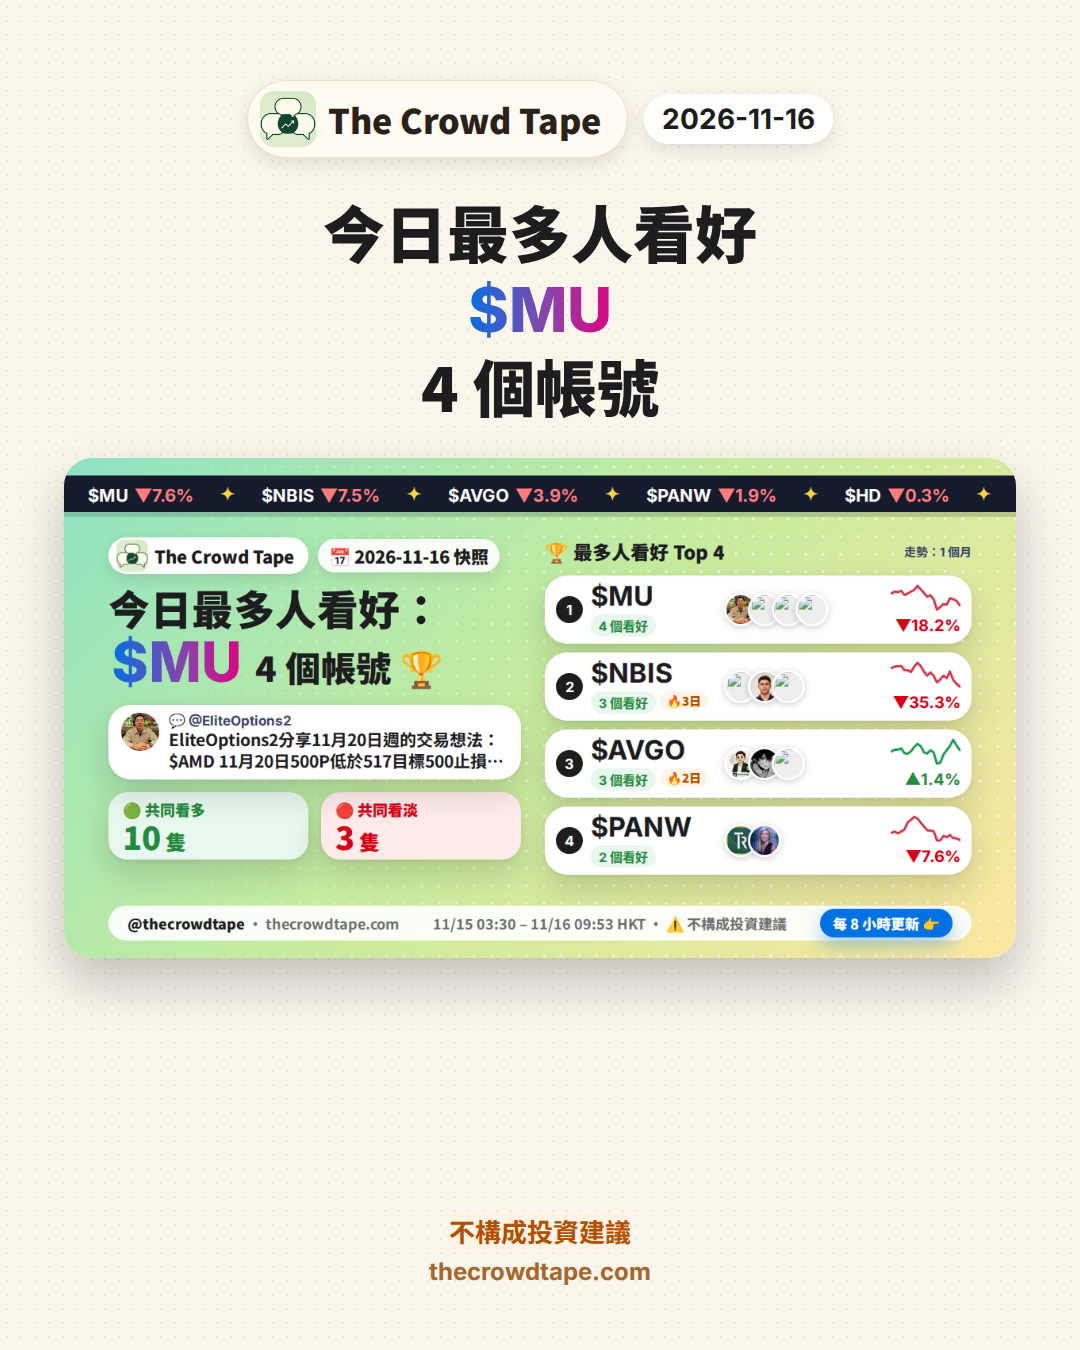 The Crowd Tape
2026-11-16
今日最多人看好
$MU
4 個帳號
$MU ▼7.6% ✦ $NBIS ▼7.5% ✦ $AVGO ▼3.9% ✦ $PANW ▼1.9% ✦ $HD ▼0.3% ✦
The Crowd Tape
📅 2026-11-16 快照
今日最多人看好：
$MU 4 個帳號 🏆
💬 @EliteOptions2
EliteOptions2分享11月20日週的交易想法：
$AMD 11月20日500P低於517目標500止損…
🟢 共同看多
10 隻
🔴 共同看淡
3 隻
🏆 最多人看好 Top 4
走勢：1個月
1
$MU
4 個看好
▼18.2%
2
$NBIS
3 個看好 🔥3日
▼35.3%
3
$AVGO
3 個看好 🔥2日
▲1.4%
4
$PANW
2 個看好
TR
▼7.6%
@thecrowdtape • thecrowdtape.com
11/15 03:30 – 11/16 09:53 HKT • ⚠️ 不構成投資建議
每 8 小時更新 👉
不構成投資建議
thecrowdtape.com